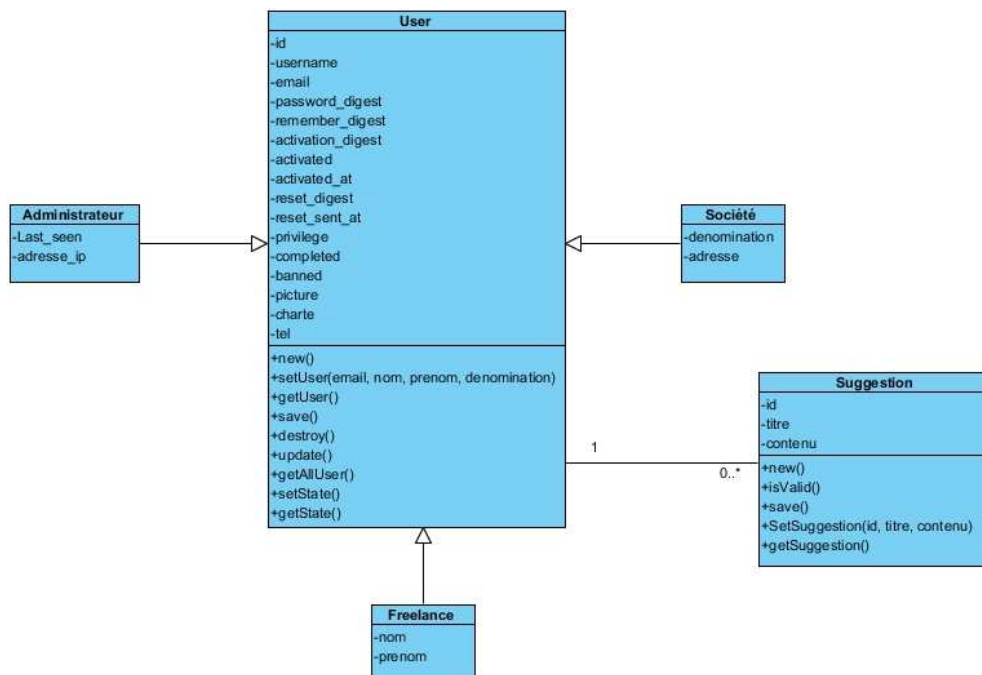 User
-id
-username
-email
-password_digest
-remember_digest
-activation_digest
-activated
-activated_at
-reset_digest
-reset_sent_at
-privilege
-completed
-banned
-picture
-charte
-tel
+new()
+setUser(email, nom, prenom, denomination)
+getUser()
+save()
+destroy()
+update()
+getAllUser()
+setState()
+getState()
Administrateur
-Last_seen
-adresse_ip
Société
-denomination
-adresse
1
0..*
Suggestion
-id
-titre
-contenu
+new()
+isValid()
+save()
+SetSuggestion(id, titre, contenu)
+getSuggestion()
Freelance
-nom
-prenom